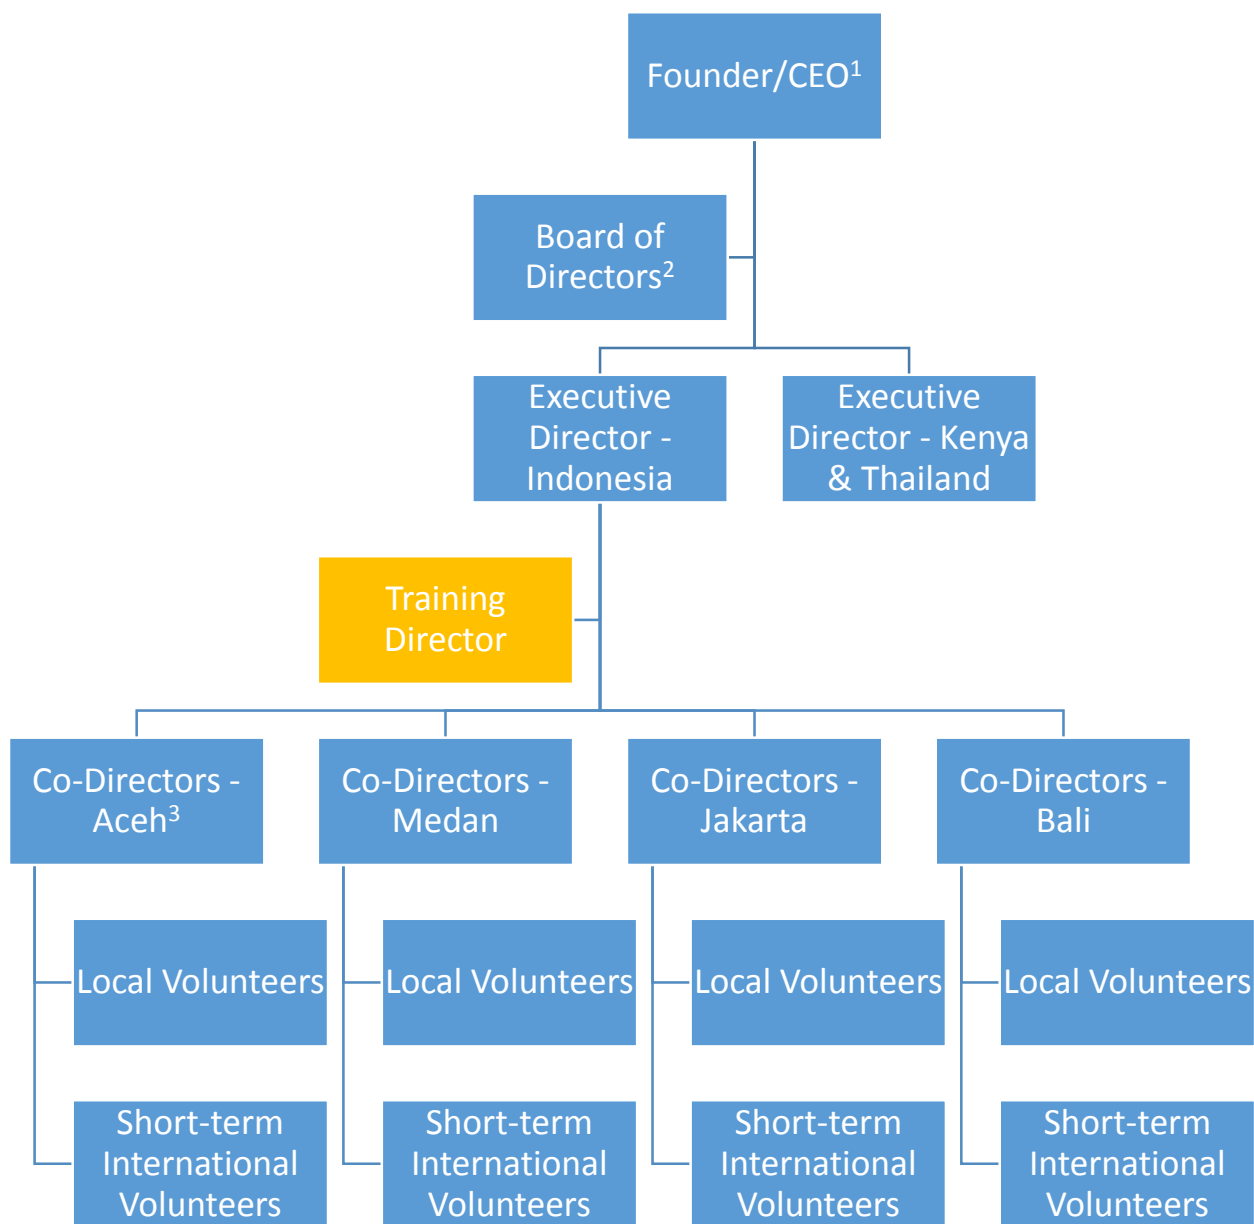 Founder/CEO¹
Board of
Directors²
Executive
Director -
Indonesia
Executive
Director - Kenya
& Thailand
Training
Director
Co-Directors -
Aceh³
Co-Directors -
Medan
Co-Directors -
Jakarta
Co-Directors -
Bali
Local Volunteers
Local Volunteers
Local Volunteers
Local Volunteers
Short-term
International
Volunteers
Short-term
International
Volunteers
Short-term
International
Volunteers
Short-term
International
Volunteers